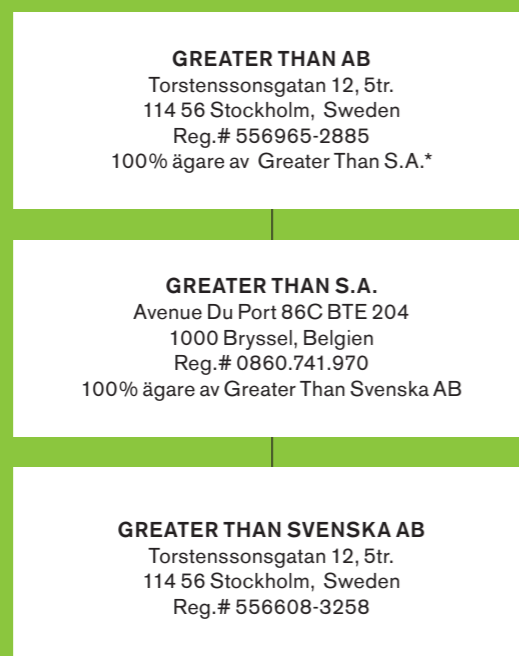 GREATER THAN AB
Torstenssonsgatan 12, 5tr.
114 56 Stockholm, Sweden
Reg.# 556965-2885
100% ägare av Greater Than S.A.*
GREATER THAN S.A.
Avenue Du Port 86C BTE 204
1000 Bryssel, Belgien
Reg.# 0860.741.970
100% ägare av Greater Than Svenska AB
GREATER THAN SVENSKA AB
Torstenssonsgatan 12, 5tr.
114 56 Stockholm, Sweden
Reg.# 556608-3258